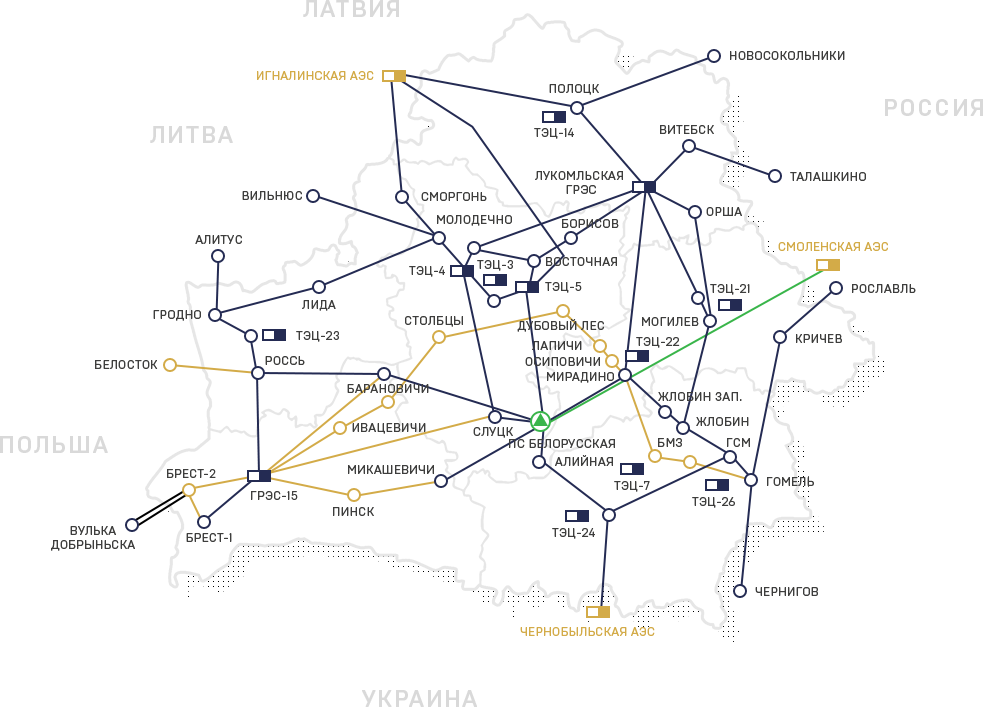 ЛАТВИЯ
НОВОСОКОЛЬНИКИ
ИГНАЛИНСКАЯ АЭС
ПОЛОЦК
РОССИЯ
ТЭЦ-14
ЛИТВА
ВИТЕБСК
ЛУКОМЛЬСКАЯ
ГРЭС
ТАЛАШКИНО
ВИЛЬНЮС
СМОРГОНЬ
МОЛОДЕЧНО
БОРИСОВ
ОРША
АЛИТУС
СМОЛЕНСКАЯ АЭС
ТЭЦ-4
ТЭЦ-3
ВОСТОЧНАЯ
ТЭЦ-5
ТЭЦ-21
РОСЛАВЛЬ
ЛИДА
ГРОДНО
СТОЛБЦЫ
ДУБОВЫЙ ЛЕС
МОГИЛЕВ
ТЭЦ-23
КРИЧЕВ
ЛАПИЧИ
ТЭЦ-22
БЕЛОСТОК
РОССЬ
ОСИПОВИЧИ
МИРАДИНО
БАРАНОВИЧИ
ЖЛОБИН ЗАП.
ЖЛОБИН
ИВАЦЕВИЧИ
СЛУЦК
ПС БЕЛОРУССКАЯ
БМЗ
ГСМ
ПОЛЬША
АЛИЙНАЯ
МИКАШЕВИЧИ
БРЕСТ-2
ТЭЦ-7
ГОМЕЛЬ
ГРЭС-15
ТЭЦ-26
ПИНСК
ВУЛЬКА
ДОБРЫНЬСКА
БРЕСТ-1
ТЭЦ-24
ЧЕРНИГОВ
ЧЕРНОБЫЛЬСКАЯ АЭС
УКРАИНА